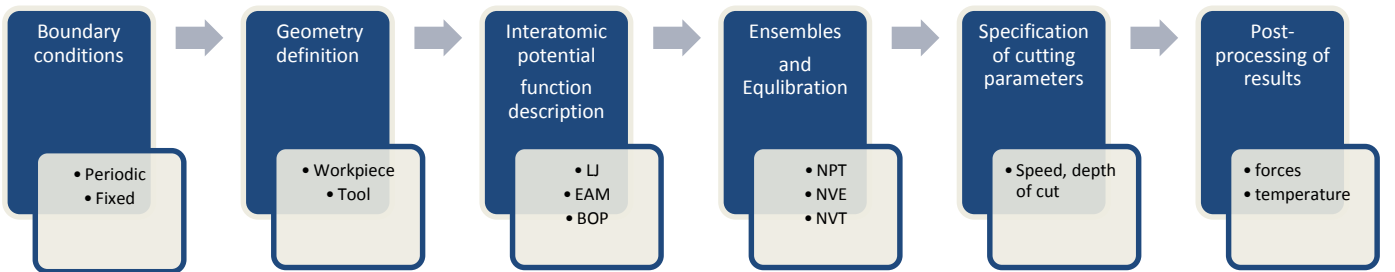 Boundary
conditions
• Periodic
• Fixed
Geometry
definition
• Workpiece
• Tool
Interatomic
potential
function
description
• LJ
• EAM
• BOP
Ensembles
and
Equlibration
• NPT
• NVE
• NVT
Specification
of cutting
parameters
• Speed, depth
of cut
Post-
processing of
results
• forces
• temperature